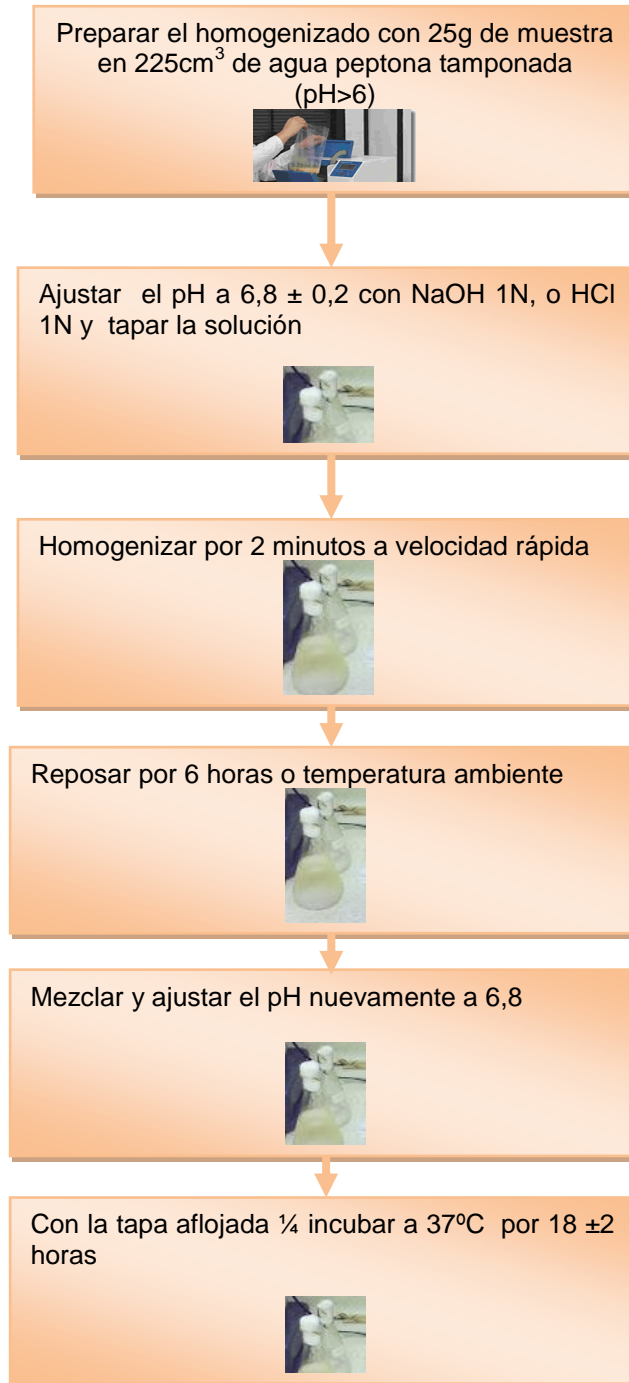 Preparar el homogenizado con 25g de muestra
en 225cm³ de agua peptona tamponada
(pH>6)
Ajustar el pH a 6,8 ± 0,2 con NaOH 1N, o HCl
1N y tapar la solución
Homogenizar por 2 minutos a velocidad rápida
Reposar por 6 horas o temperatura ambiente
Mezclar y ajustar el pH nuevamente a 6,8
Con la tapa aflojada ¼ incubar a 37ºC por 18 ±2
horas